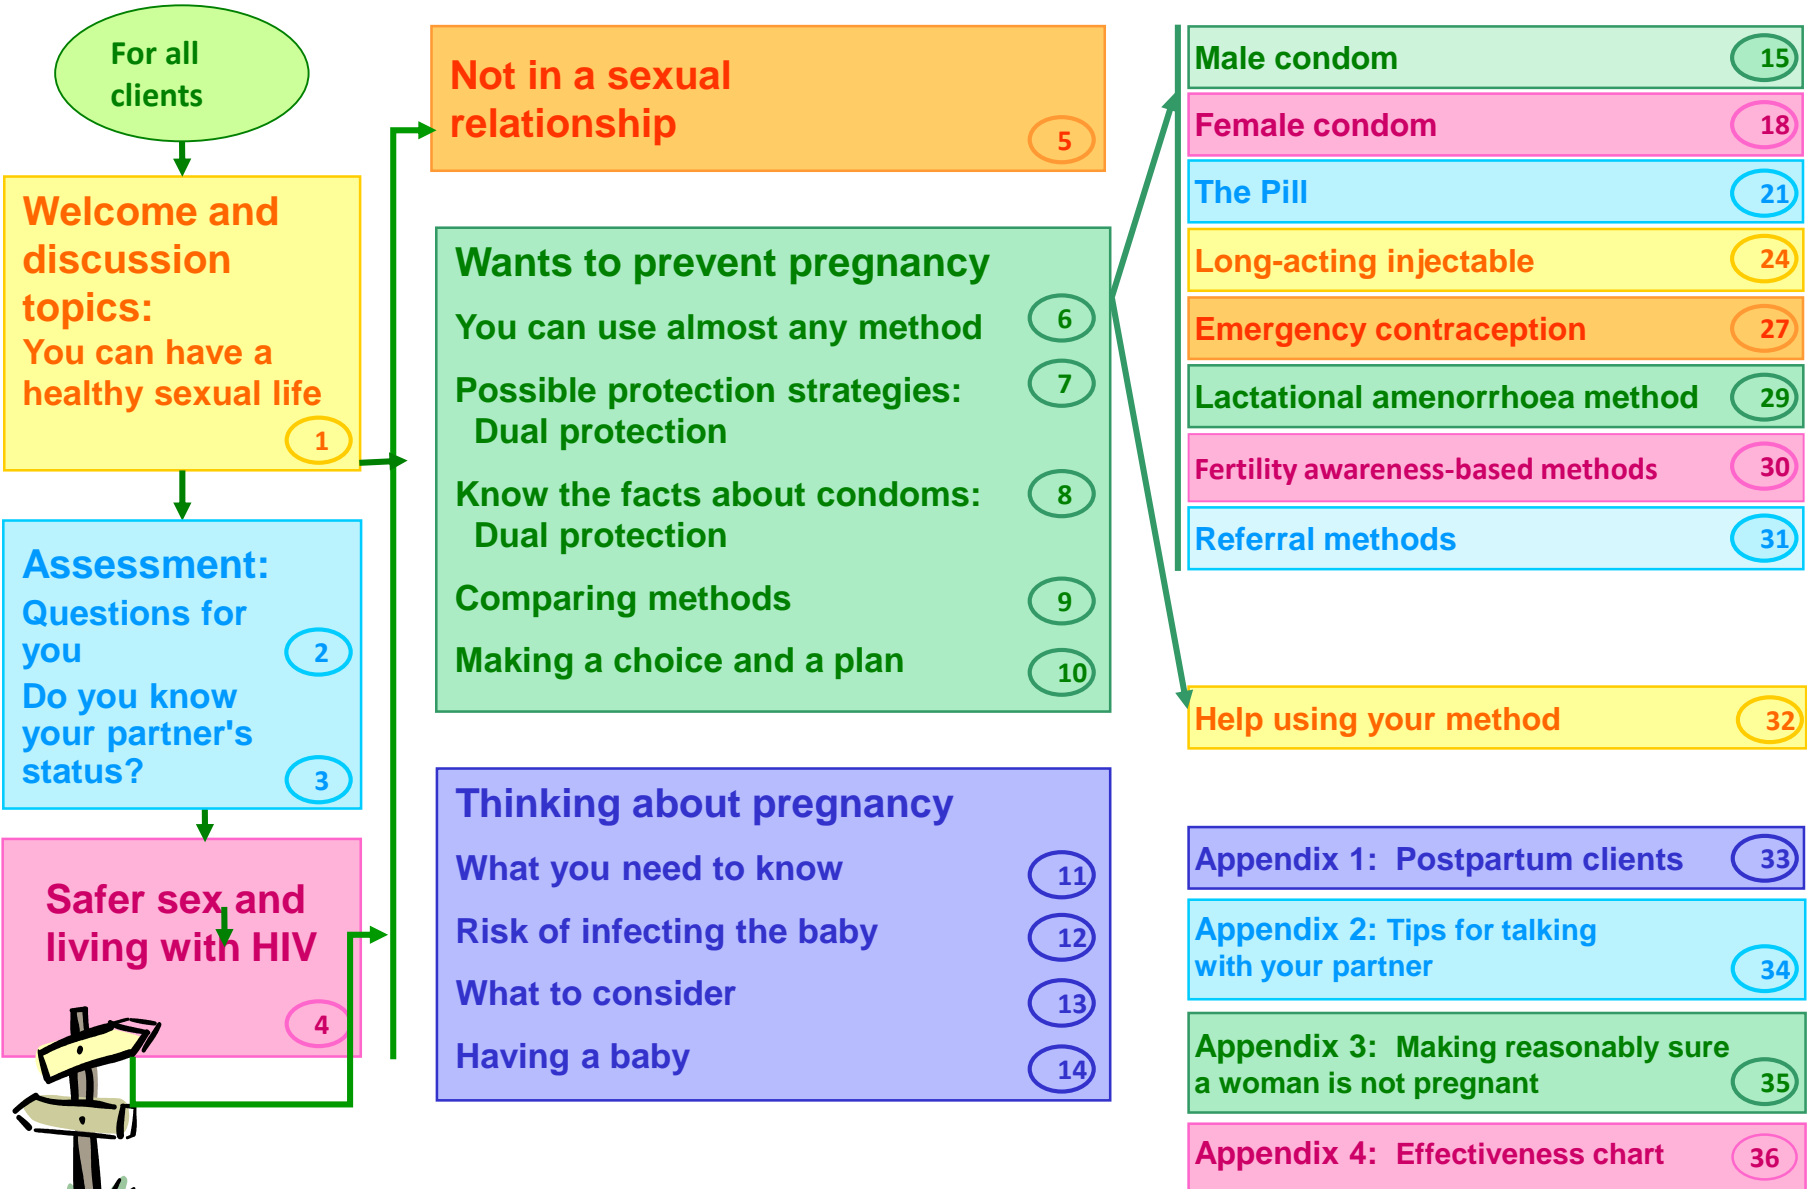 For all
clients
Welcome and
discussion
topics:
You can have a
healthy sexual life
1
Assessment:
Questions for
you
2
Do you know
your partner's
status?
3
Safer sex and
living with HIV
4
Not in a sexual
relationship
5
Wants to prevent pregnancy
You can use almost any method 6
Possible protection strategies: 7
Dual protection
Know the facts about condoms: 8
Dual protection
Comparing methods 9
Making a choice and a plan 10
Thinking about pregnancy
What you need to know 11
Risk of infecting the baby 12
What to consider 13
Having a baby 14
Male condom 15
Female condom 18
The Pill 21
Long-acting injectable 24
Emergency contraception 27
Lactational amenorrhoea method 29
Fertility awareness-based methods 30
Referral methods 31
Help using your method 32
Appendix 1: Postpartum clients 33
Appendix 2: Tips for talking
with your partner 34
Appendix 3: Making reasonably sure
a woman is not pregnant 35
Appendix 4: Effectiveness chart 36